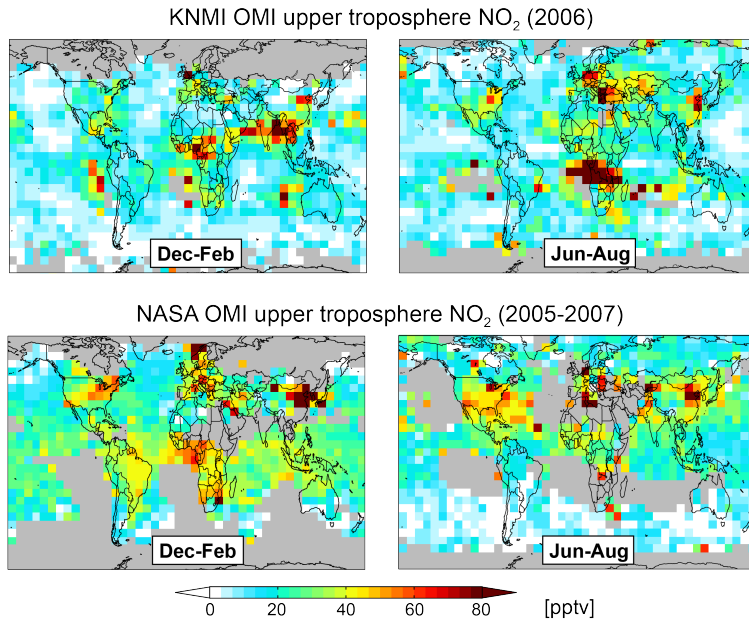 KNMI OMI upper troposphere NO₂ (2006)
Dec-Feb
Jun-Aug
NASA OMI upper troposphere NO₂ (2005-2007)
Dec-Feb
Jun-Aug
0 20 40 60 80 [pptv]